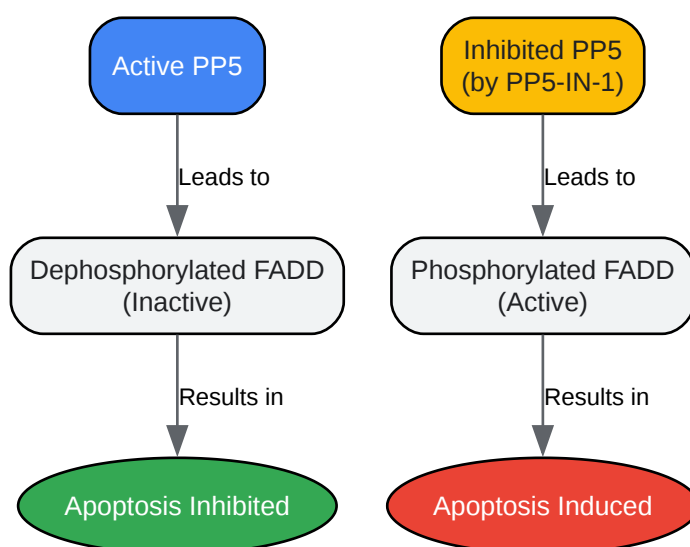 Active PP5
Inhibited PP5
(by PP5-IN-1)
Leads to
Leads to
Dephosphorylated FADD
(Inactive)
Phosphorylated FADD
(Active)
Results in
Results in
Apoptosis Inhibited
Apoptosis Induced